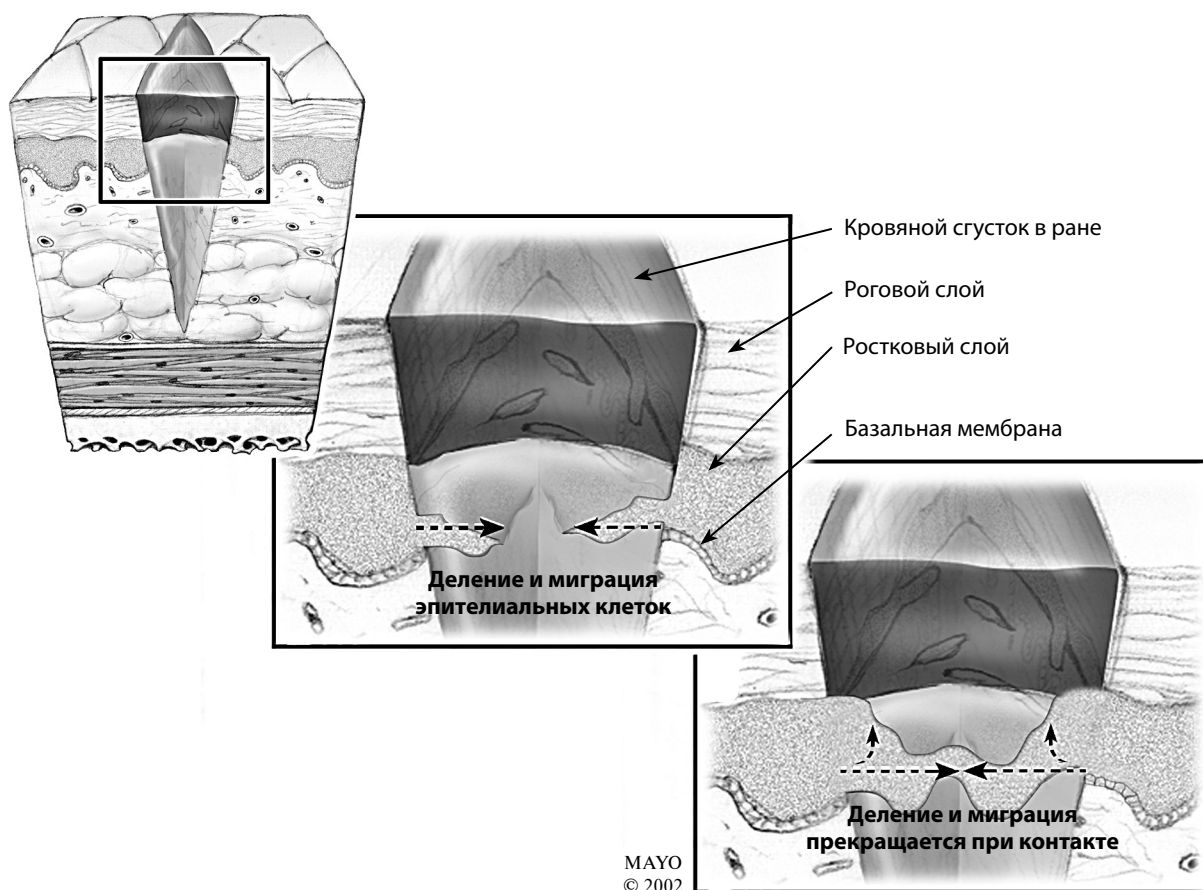 Кровяной сгусток в ране
Роговой слой
Ростковый слой
Базальная мембрана
Деление и миграция
эпителиальных клеток
Деление и миграция
прекращается при контакте
MAYO
© 2002